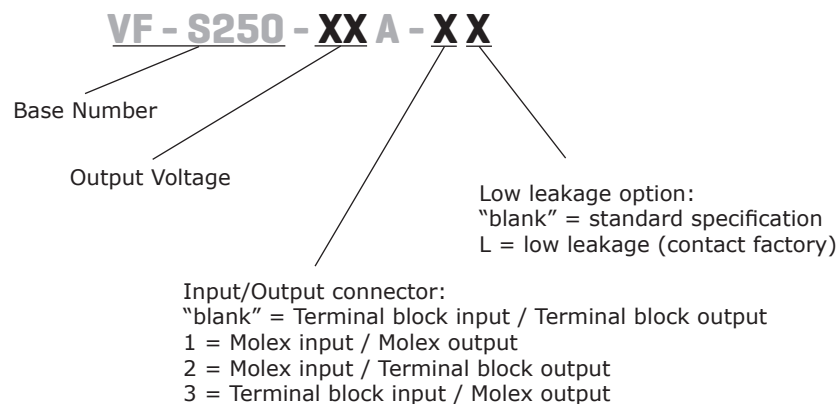 VF - S250 - XX A - X X
Base Number
Output Voltage
Low leakage option:
“blank” = standard specification
L = low leakage (contact factory)
Input/Output connector:
“blank” = Terminal block input / Terminal block output
1 = Molex input / Molex output
2 = Molex input / Terminal block output
3 = Terminal block input / Molex output